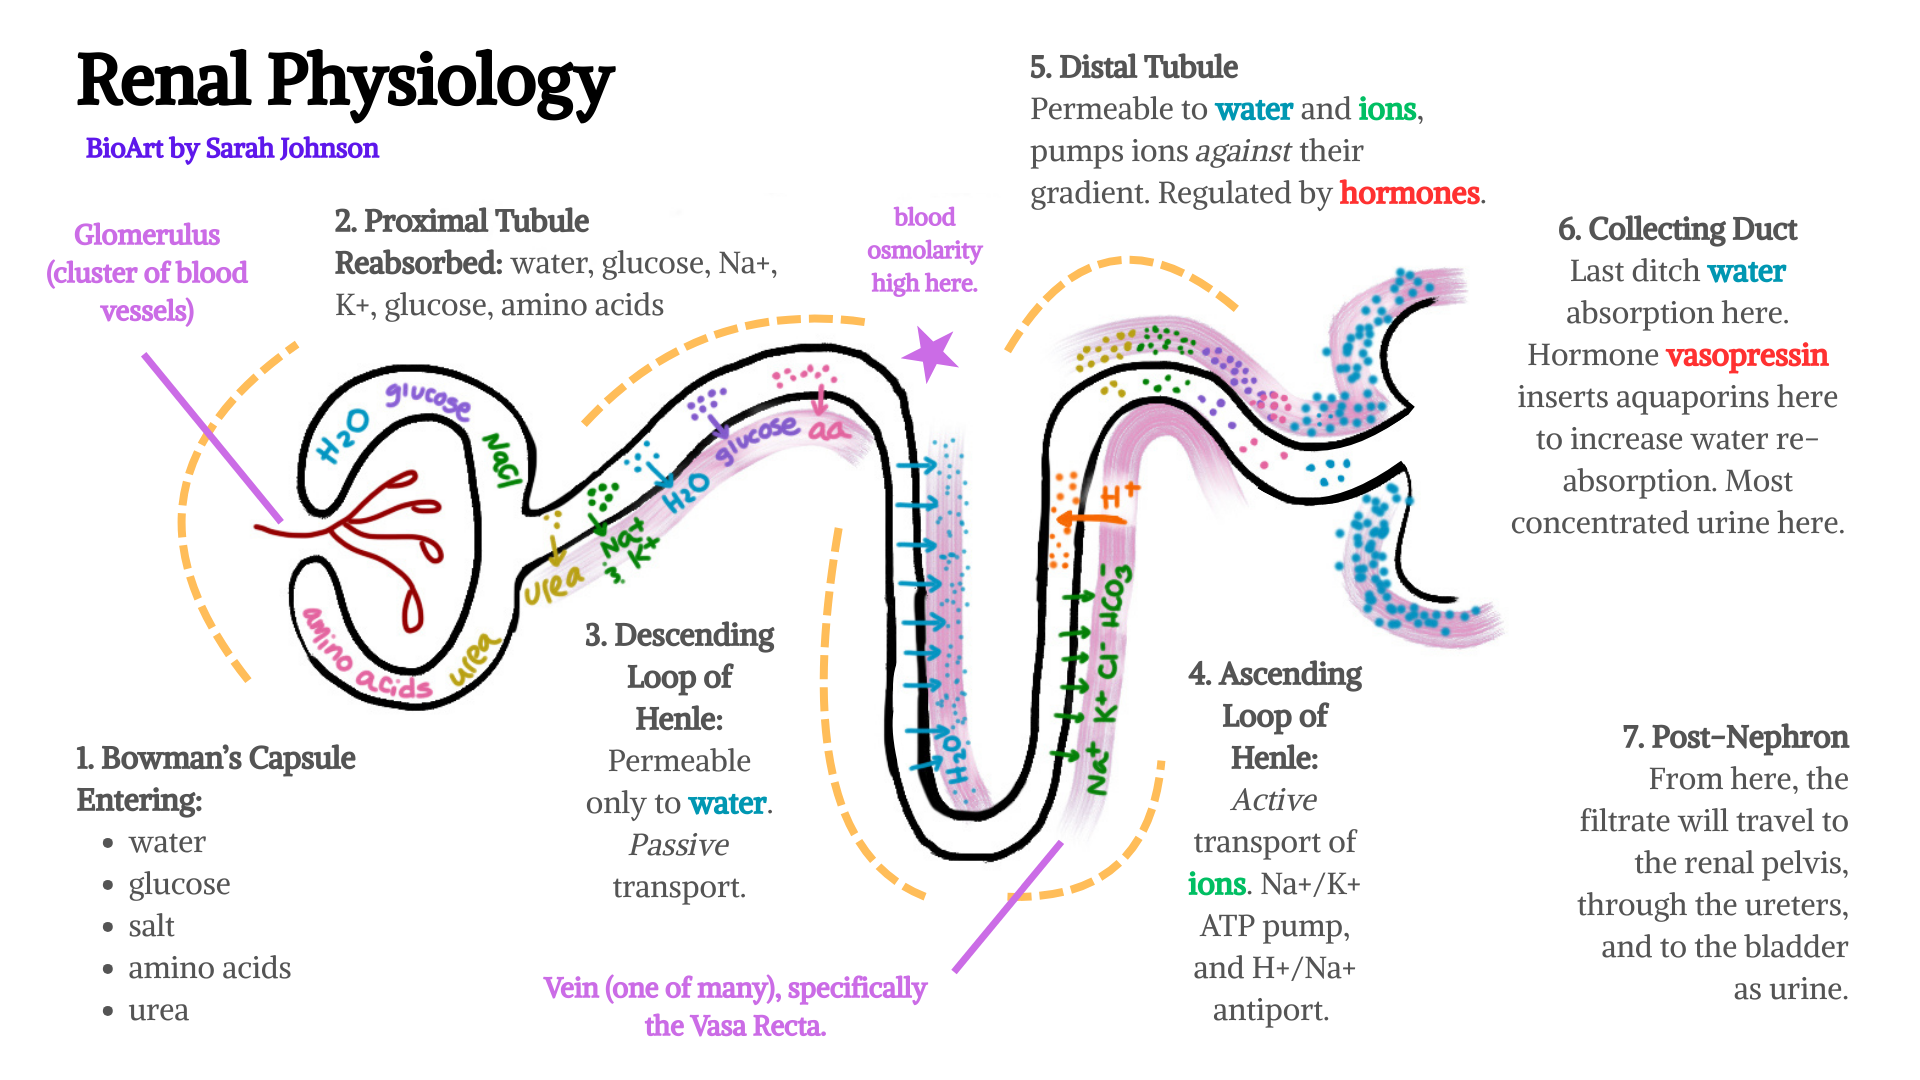 Renal Physiology
BioArt by Sarah Johnson
Glomerulus
(cluster of blood
vessels)
2. Proximal Tubule
Reabsorbed: water, glucose, Na+,
K+, glucose, amino acids
blood
osmolarity
high here.
5. Distal Tubule
Permeable to water and ions,
pumps ions against their
gradient. Regulated by hormones.
6. Collecting Duct
Last ditch water
absorption here.
Hormone vasopressin
inserts aquaporins here
to increase water re-
absorption. Most
concentrated urine here.
H2O
glucose
NaCl
amino acids
urea
urea
Na+
K+
H2O
glucose
aa
H2O
H+
HCO3-
Cl-
K+
Na+
1. Bowman's Capsule
Entering:
• water
• glucose
• salt
• amino acids
• urea
3. Descending
Loop of
Henle:
Permeable
only to water.
Passive
transport.
Vein (one of many), specifically
the Vasa Recta.
4. Ascending
Loop of
Henle:
Active
transport of
ions. Na+/K+
ATP pump,
and H+/Na+
antiport.
7. Post-Nephron
From here, the
filtrate will travel to
the renal pelvis,
through the ureters,
and to the bladder
as urine.